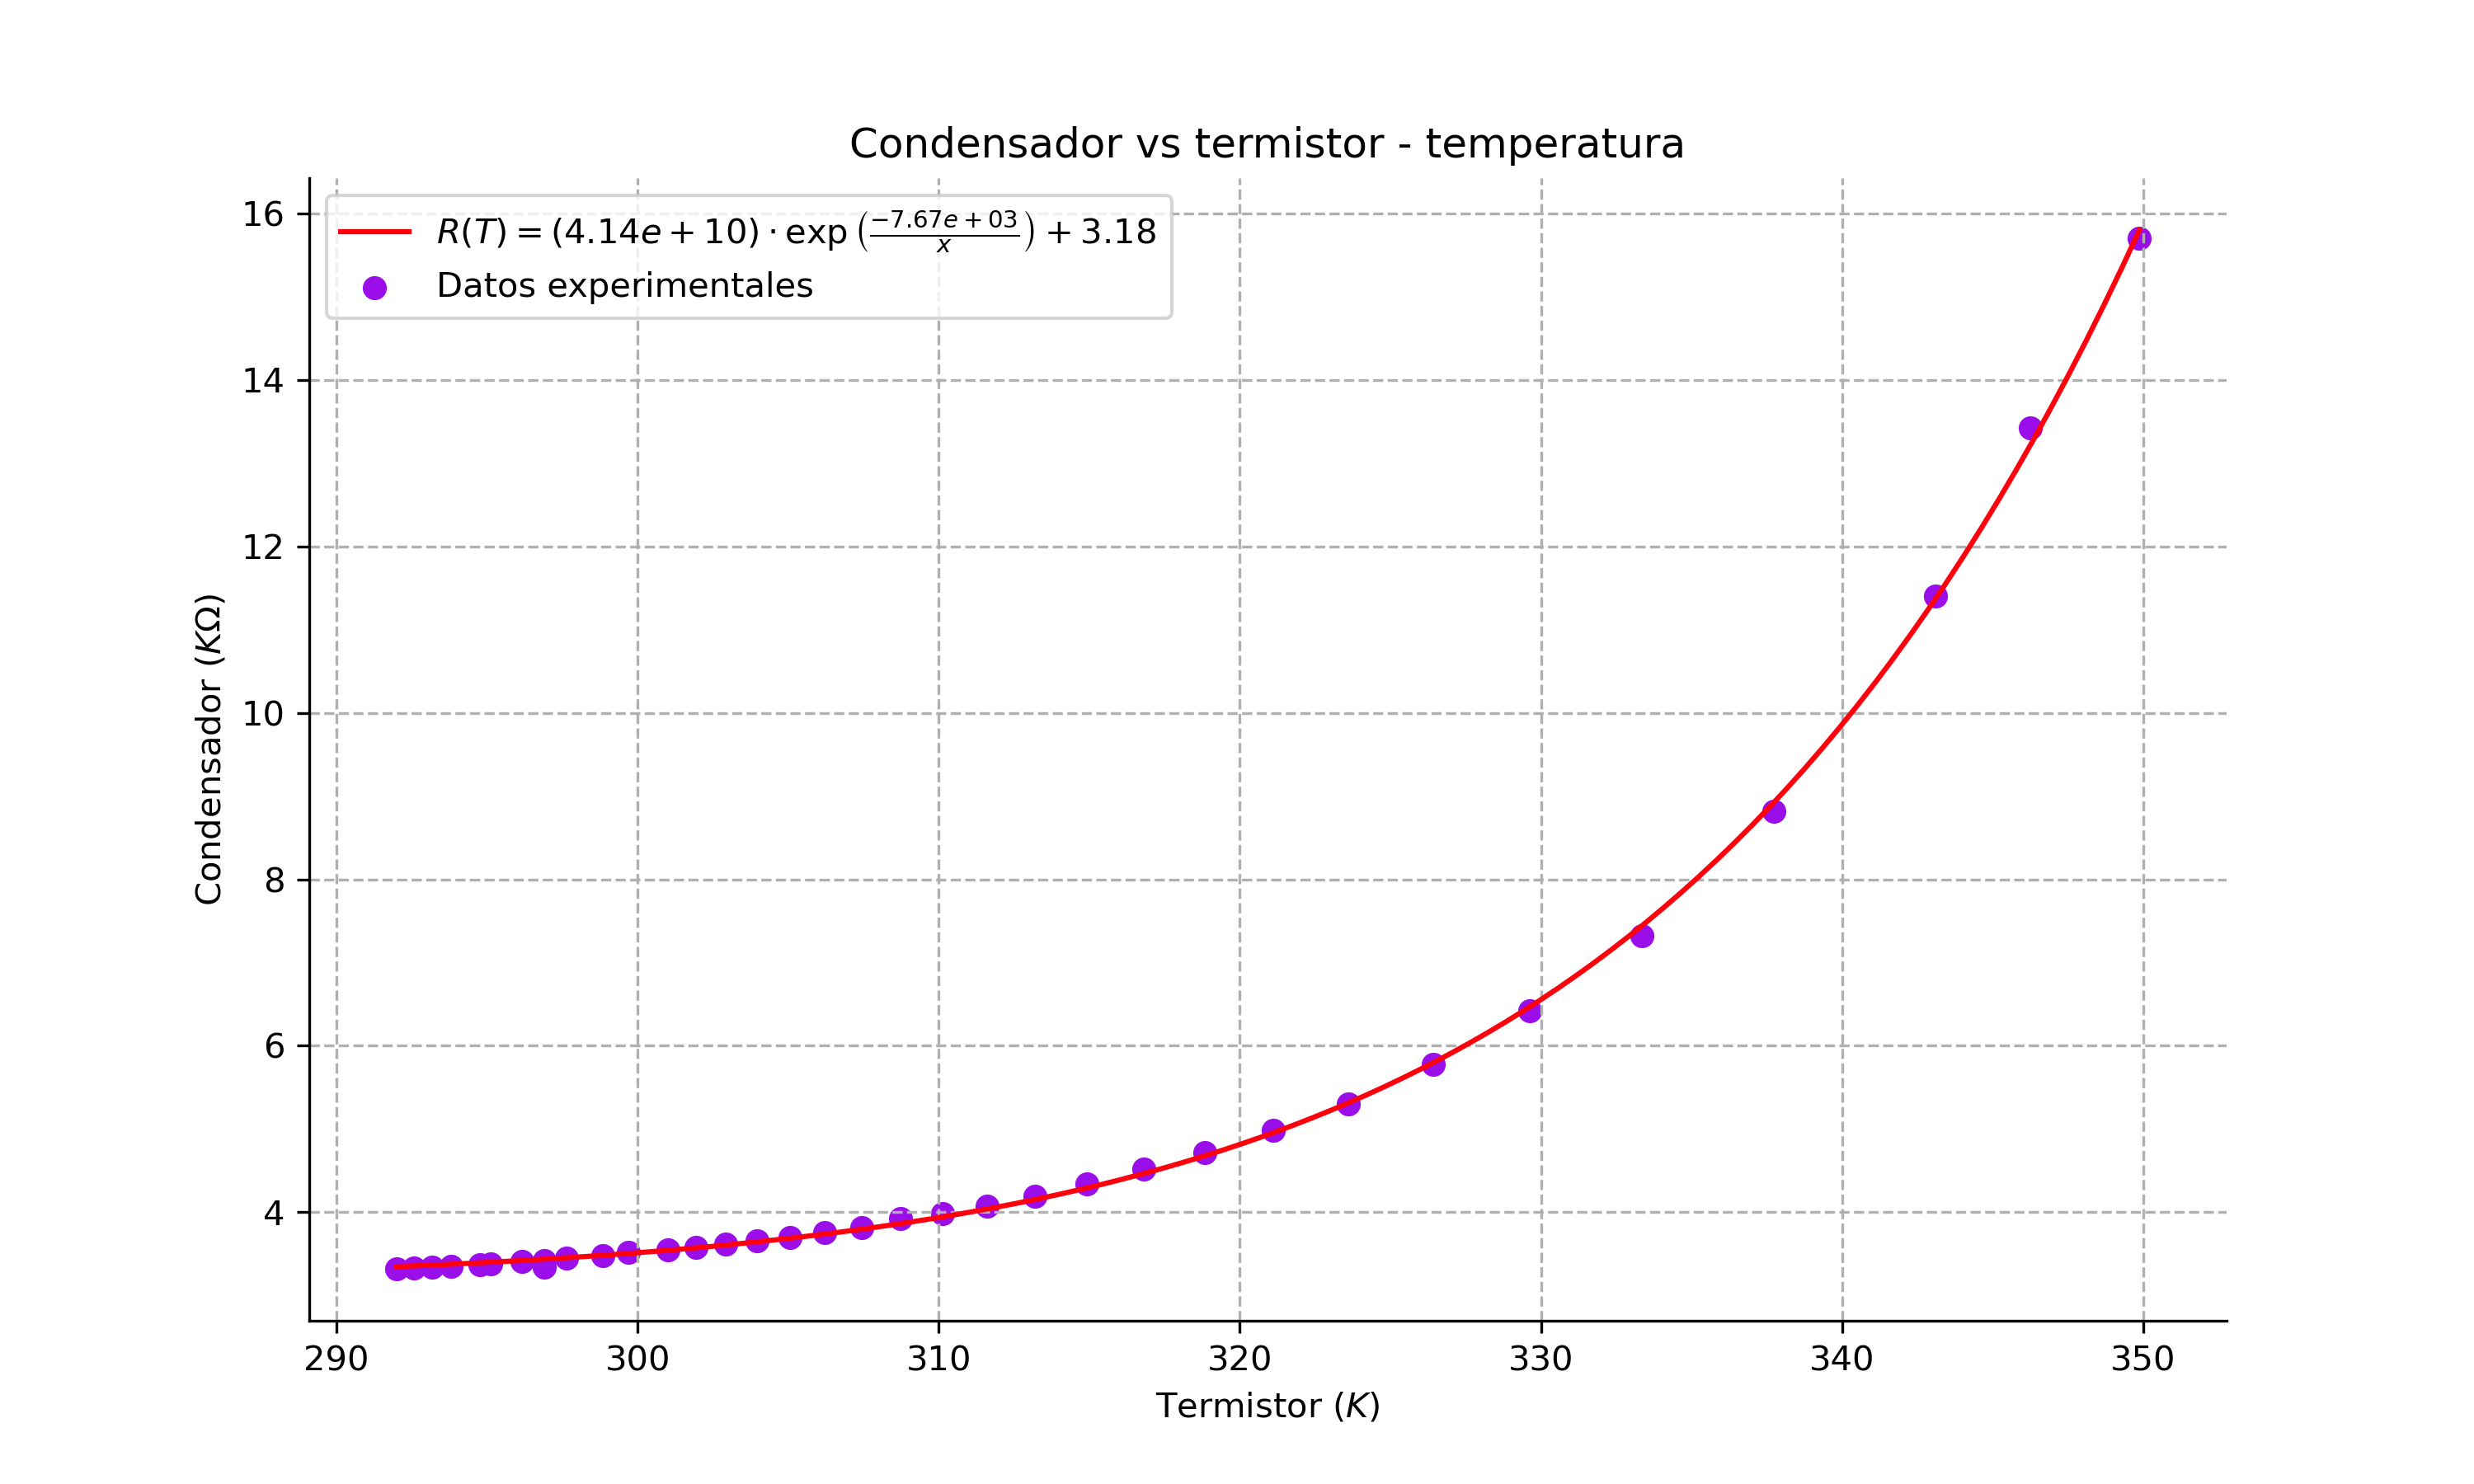 Condensador vs termistor - temperatura
R(T) = (4.14e + 10) · exp (−7.67e + 03 / x) + 3.18
Datos experimentales
16
14
12
10
8
6
4
Condensador (KΩ)
290 300 310 320 330 340 350
Termistor (K)